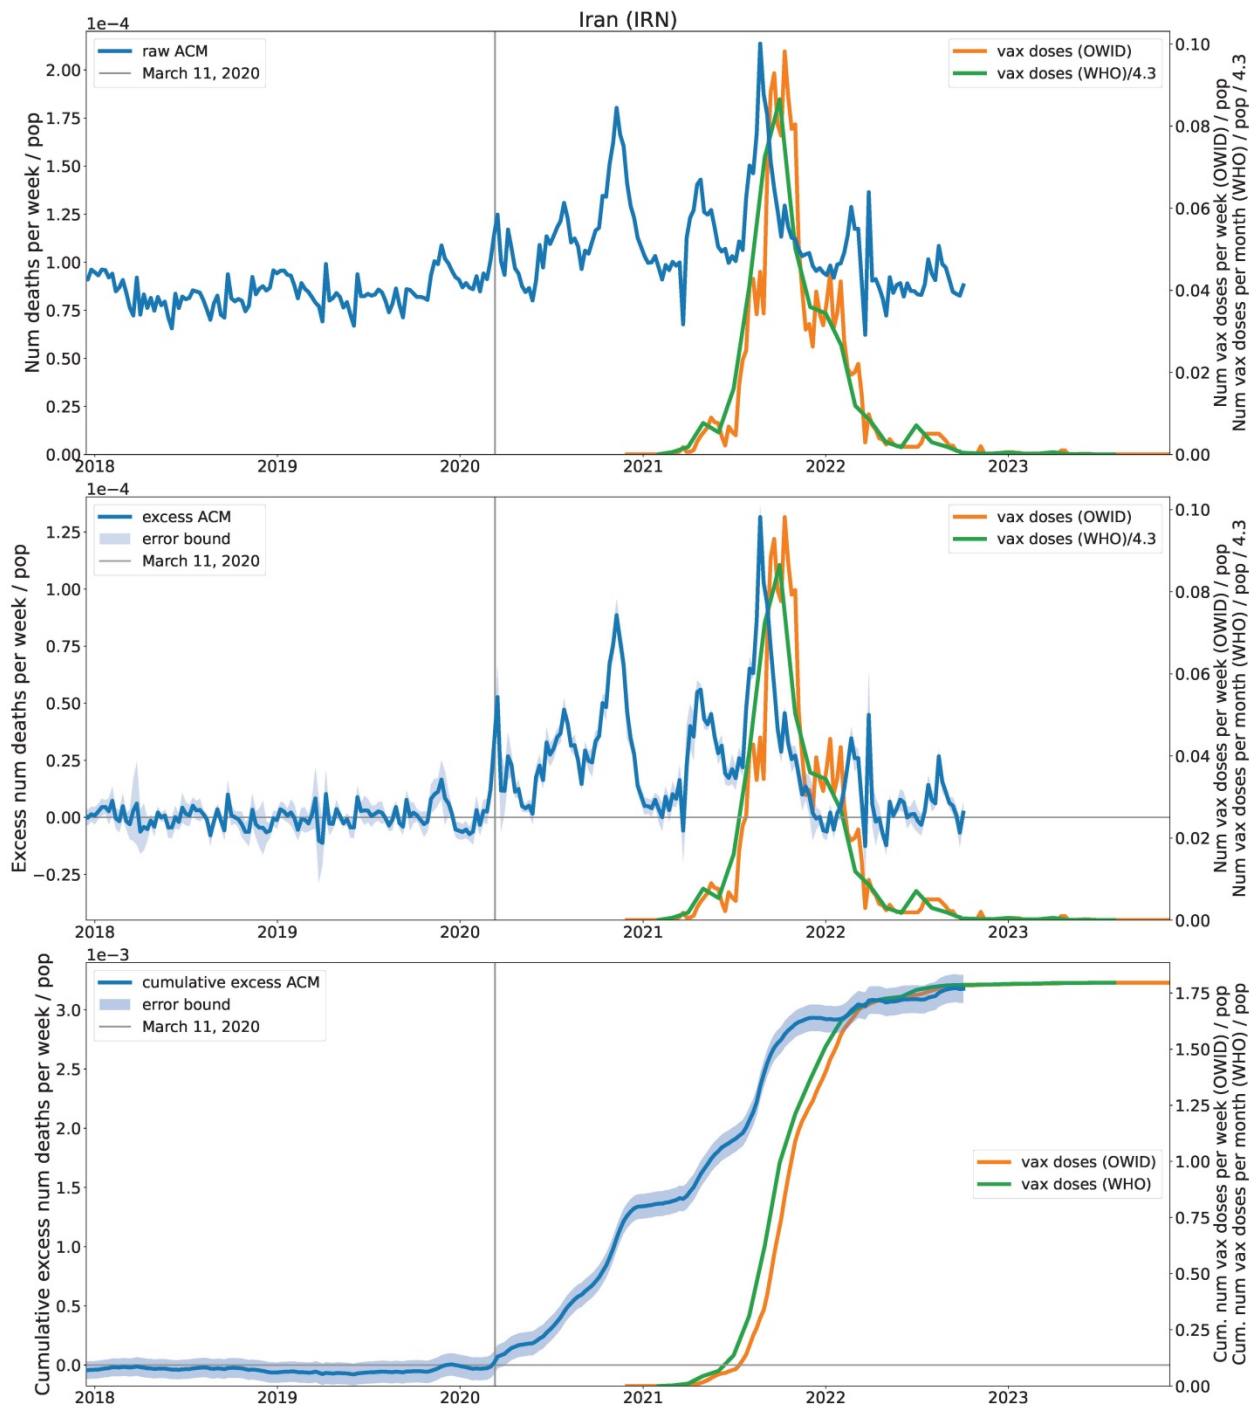 Iran (IRN)
1e−4
raw ACM
March 11, 2020
vax doses (OWID)
vax doses (WHO)/4.3
Num deaths per week / pop
2.00
1.75
1.50
1.25
1.00
0.75
0.50
0.25
0.00
0.10
0.08
0.06
0.04
0.02
0.00
Num vax doses per week (OWID) / pop
Num vax doses per month (WHO) / pop / 4.3
2018 2019 2020 2021 2022 2023
1e−4
excess ACM
error bound
March 11, 2020
vax doses (OWID)
vax doses (WHO)/4.3
Excess num deaths per week / pop
1.25
1.00
0.75
0.50
0.25
0.00
−0.25
0.10
0.08
0.06
0.04
0.02
0.00
Num vax doses per week (OWID) / pop
Num vax doses per month (WHO) / pop / 4.3
2018 2019 2020 2021 2022 2023
1e−3
cumulative excess ACM
error bound
March 11, 2020
vax doses (OWID)
vax doses (WHO)
Cumulative excess num deaths per week / pop
3.0
2.5
2.0
1.5
1.0
0.5
0.0
1.75
1.50
1.25
1.00
0.75
0.50
0.25
0.00
Cum. num vax doses per week (OWID) / pop
Cum. num vax doses per month (WHO) / pop
2018 2019 2020 2021 2022 2023